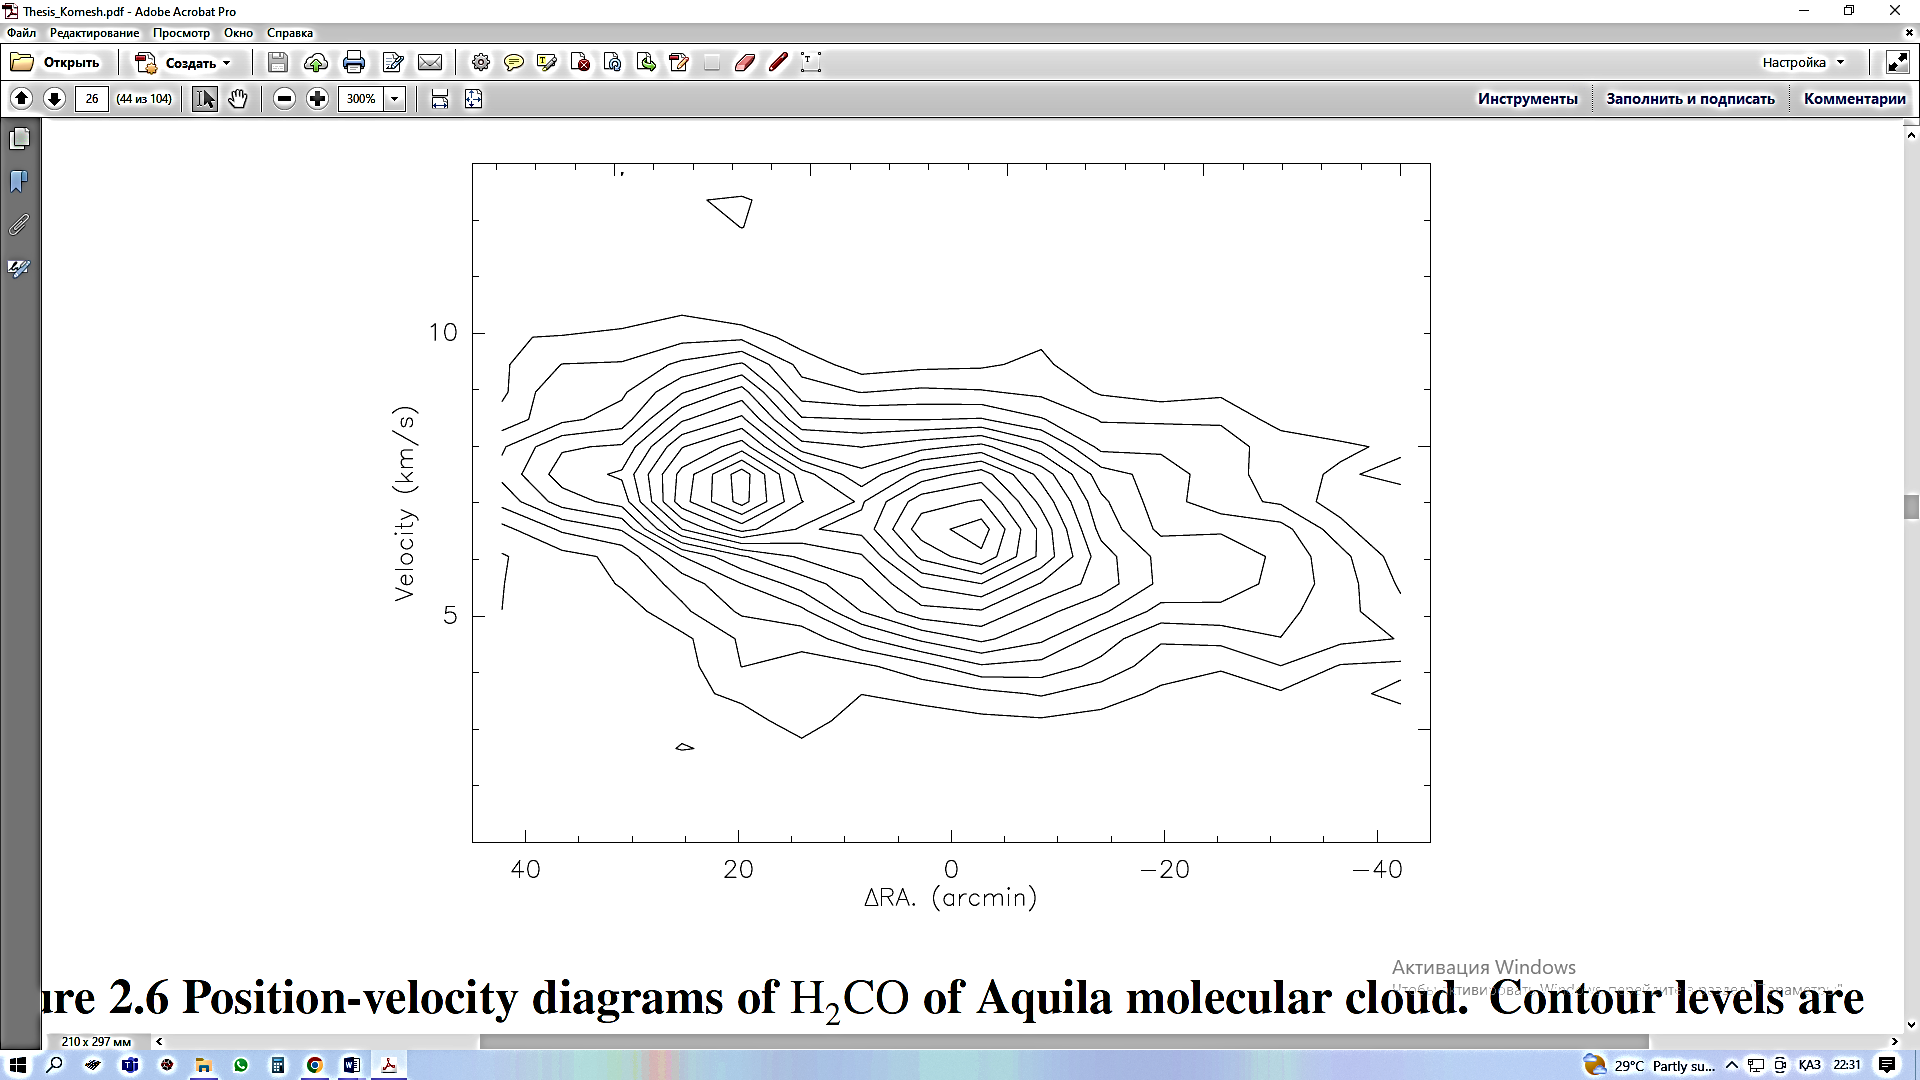 Thesis_Komesh.pdf - Adobe Acrobat Pro
Файл Редактирование Просмотр Окно Справка
Открыть Создать Настройка
26 (44 из 104) 300% Инструменты Заполнить и подписать Комментарии
10
5
Velocity (km/s)
40 20 0 −20 −40
ΔRA. (arcmin)
Активация Windows
ure 2.6 Position-velocity diagrams of H₂CO of Aquila molecular cloud. Contour levels are
210 x 297 мм
29°C Partly su... ҚАЗ 22:31